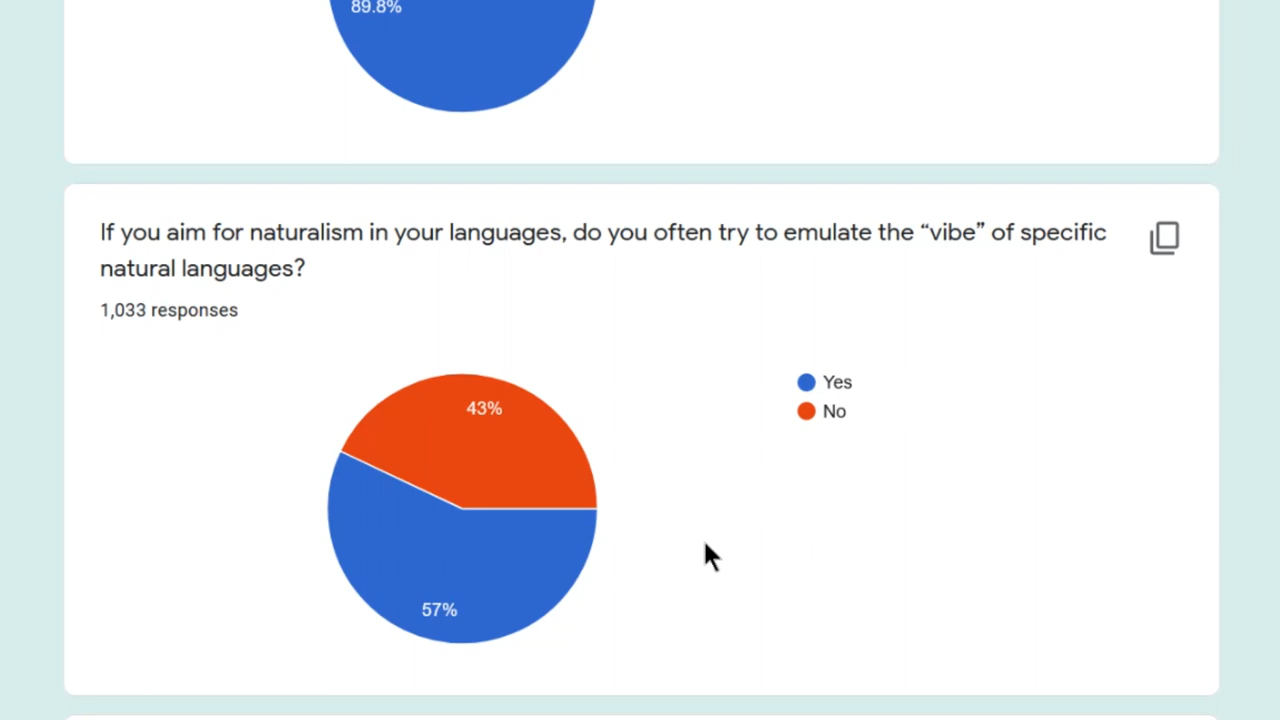 89.8%
If you aim for naturalism in your languages, do you often try to emulate the “vibe” of specific
natural languages?
1,033 responses
Yes
No
43%
57%